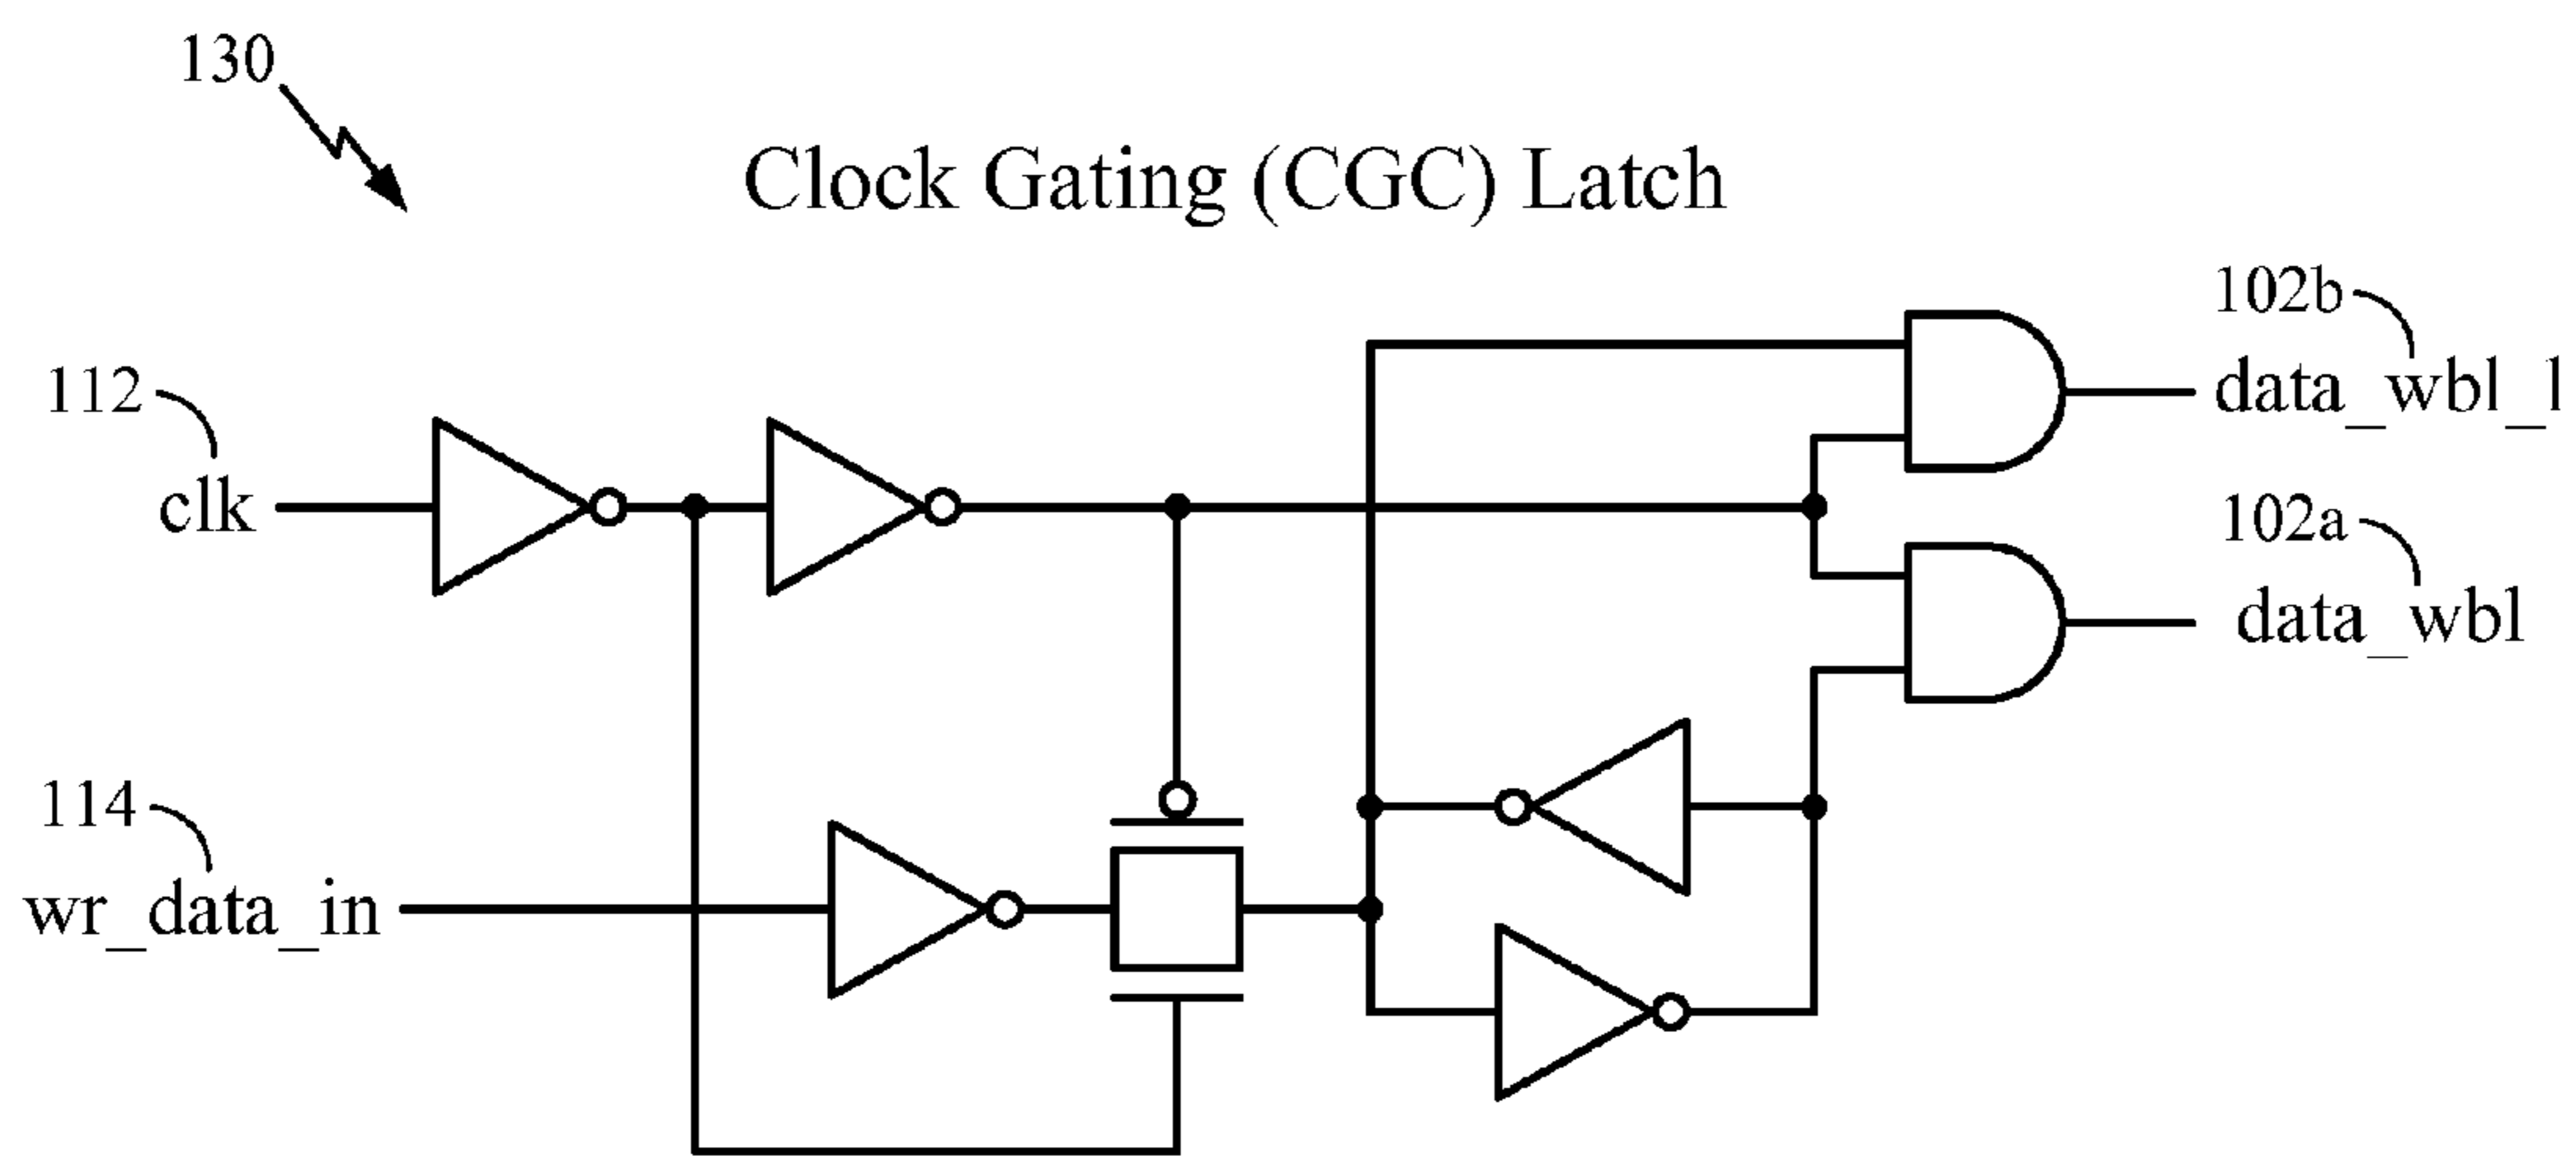 130
Clock Gating (CGC) Latch
102b
data_wbl_l
112
clk
102a
data_wbl
114
wr_data_in